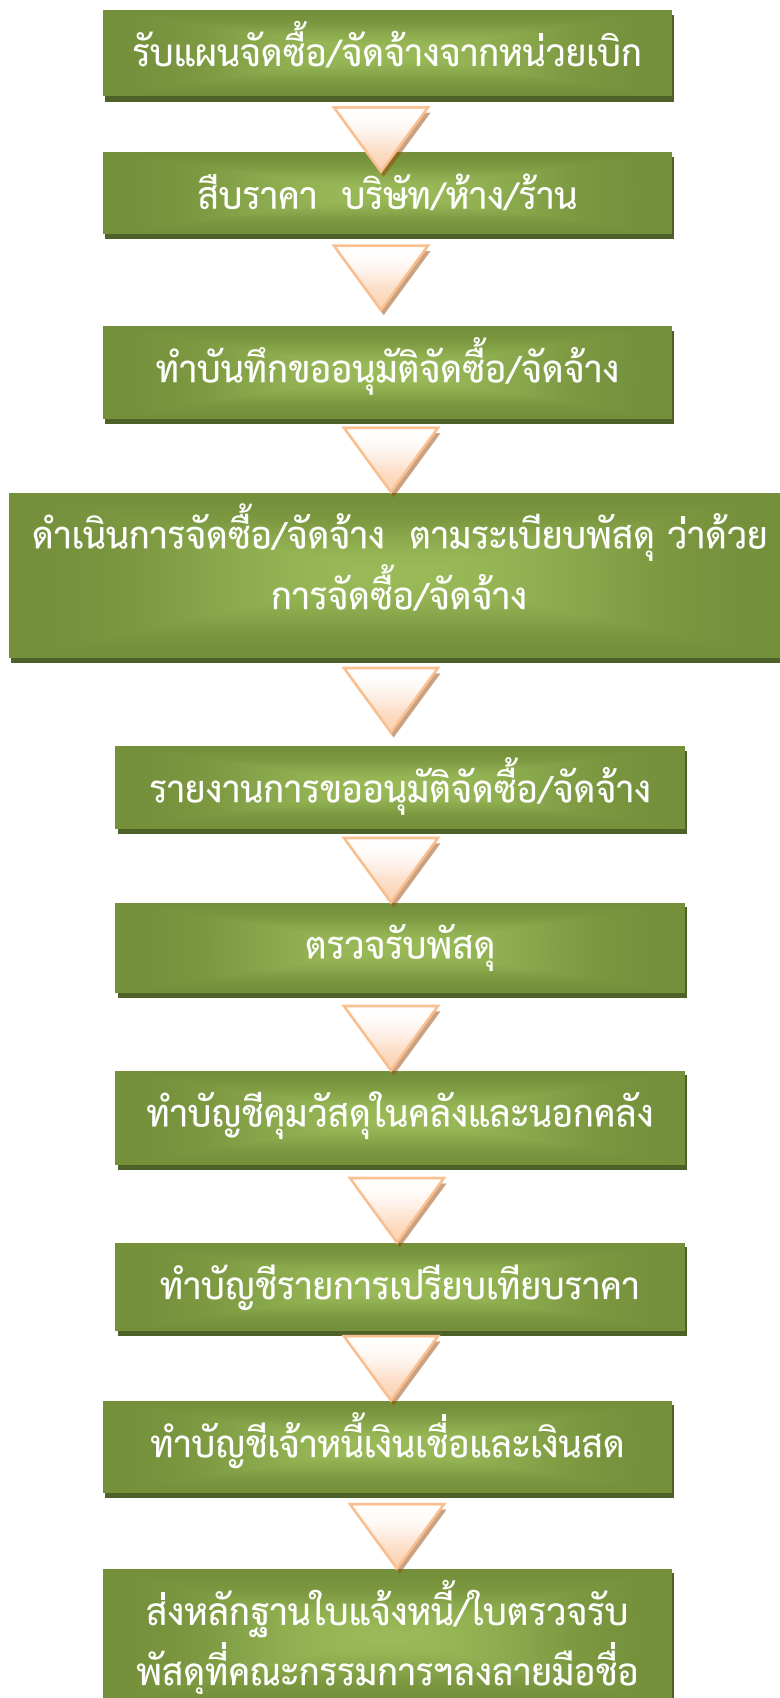 รับแผนจัดซื้อ/จัดจ้างจากหน่วยเบิก
สืบราคา บริษัท/ห้าง/ร้าน
ทำบันทึกขออนุมัติจัดซื้อ/จัดจ้าง
ดำเนินการจัดซื้อ/จัดจ้าง ตามระเบียบพัสดุ ว่าด้วย
การจัดซื้อ/จัดจ้าง
รายงานการขออนุมัติจัดซื้อ/จัดจ้าง
ตรวจรับพัสดุ
ทำบัญชีคุมวัสดุในคลังและนอกคลัง
ทำบัญชีรายการเปรียบเทียบราคา
ทำบัญชีเจ้าหนี้เงินเชื่อและเงินสด
ส่งหลักฐานใบแจ้งหนี้/ใบตรวจรับ
พัสดุที่คณะกรรมการฯลงลายมือชื่อ